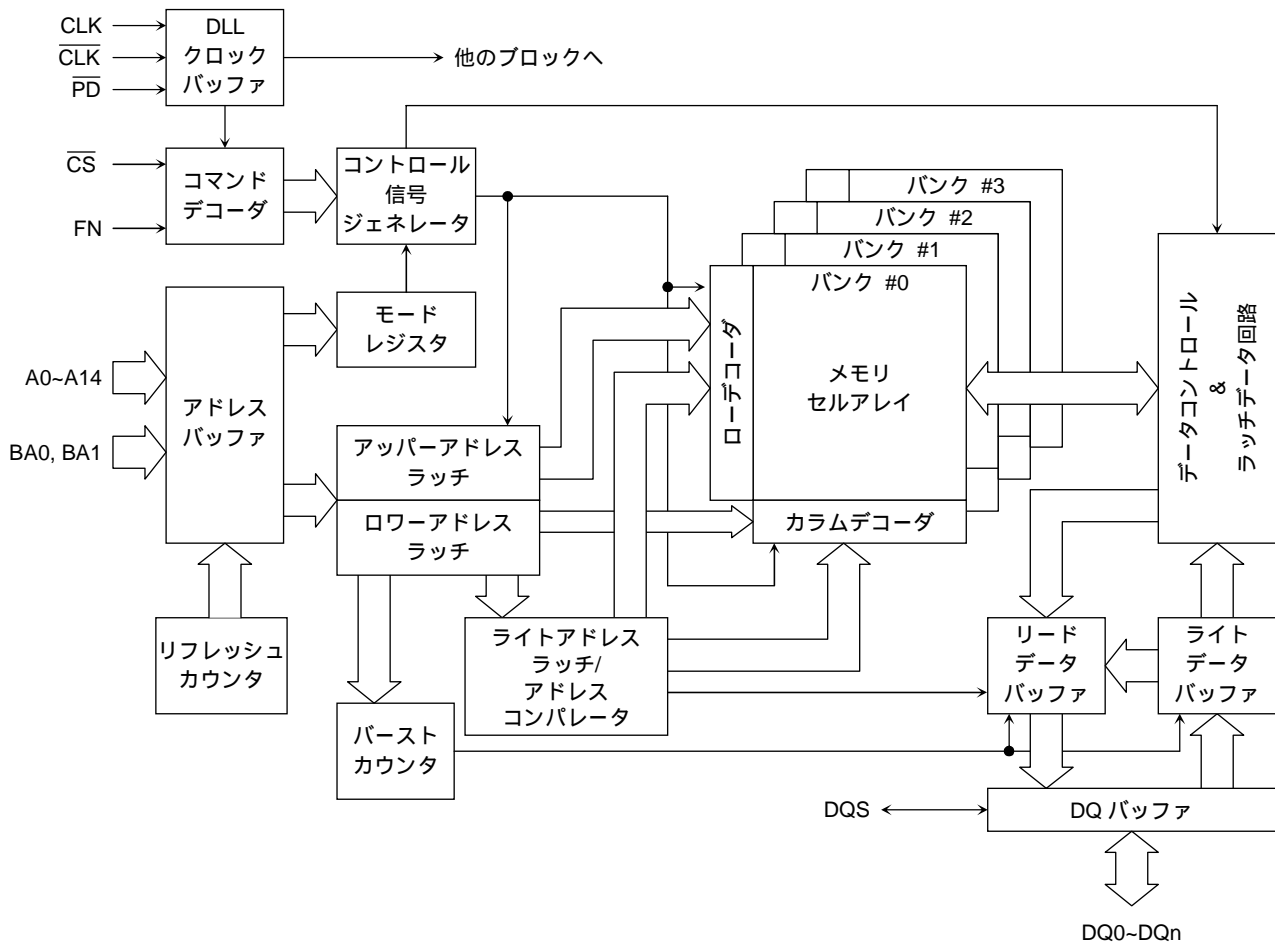 CLK
C̅L̅K̅
P̅D̅
DLL
クロック
バッファ
他のブロックへ
C̅S̅
FN
コマンド
デコーダ
コントロール
信号
ジェネレータ
モード
レジスタ
A0~A14
BA0, BA1
アドレス
バッファ
アッパーアドレス
ラッチ
ロワーアドレス
ラッチ
リフレッシュ
カウンタ
ライトアドレス
ラッチ/
アドレス
コンパレータ
バースト
カウンタ
バンク #3
バンク #2
バンク #1
バンク #0
ローデコーダ
メモリ
セルアレイ
カラムデコーダ
データコントロール
&
ラッチデータ回路
リード
データ
バッファ
ライト
データ
バッファ
DQS
DQ バッファ
DQ0~DQn